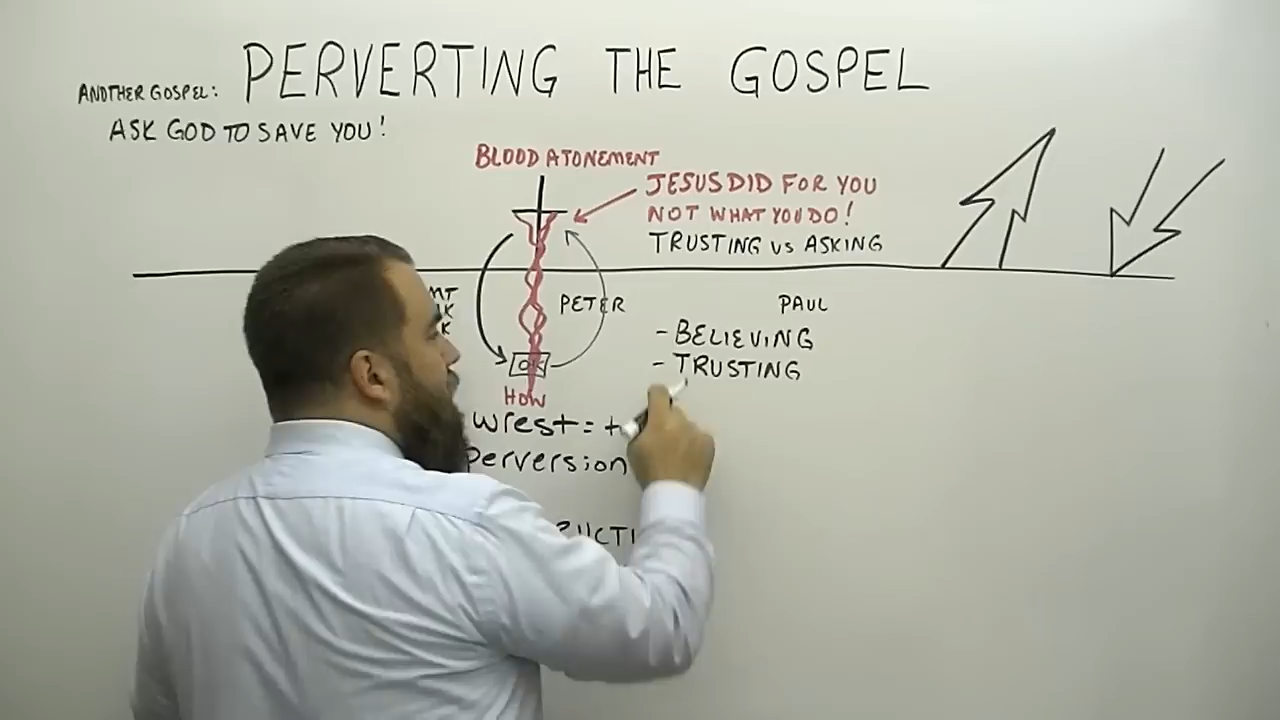 PERVERTING THE GOSPEL
ANOTHER GOSPEL:
ASK GOD TO SAVE YOU!
BLOOD ATONEMENT
JESUS DID FOR YOU
NOT WHAT YOU DO!
TRUSTING vs ASKING
MT
K
K
PETER
PAUL
- BELIEVING
- TRUSTING
HOW
wrest =
perversion